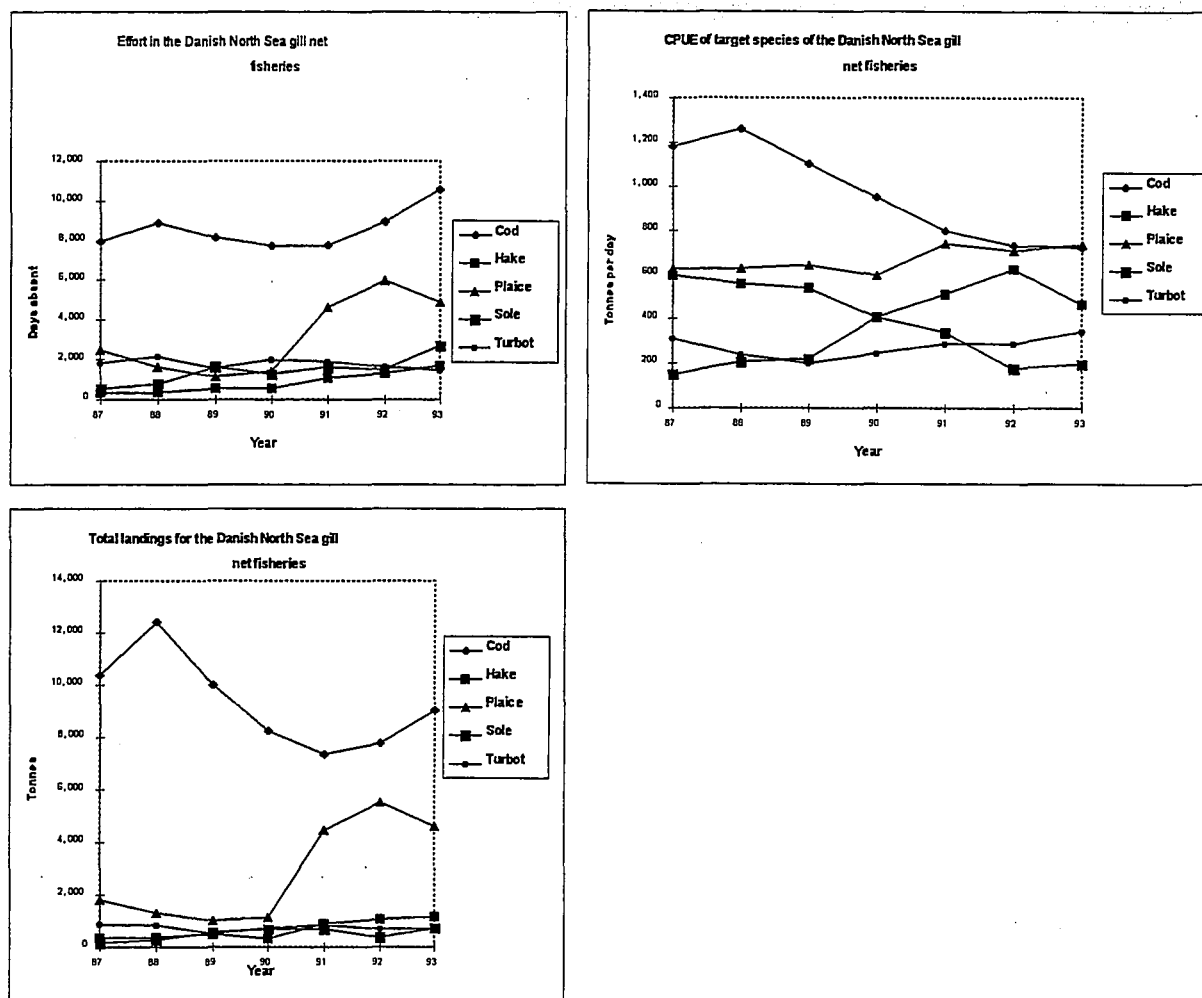 Effort in the Danish North Sea gill net
fisheries
12,000
10,000
8,000
6,000
4,000
2,000
0
Days absent
87 88 89 90 91 92 93
Year
Cod
Hake
Plaice
Sole
Turbot
CPUE of target species of the Danish North Sea gill
net fisheries
1,400
1,200
1,000
800
600
400
200
0
Tonnes per day
87 88 89 90 91 92 93
Year
Cod
Hake
Plaice
Sole
Turbot
Total landings for the Danish North Sea gill
net fisheries
14,000
12,000
10,000
8,000
6,000
4,000
2,000
0
Tonnes
87 88 89 90 91 92 93
Year
Cod
Hake
Plaice
Sole
Turbot